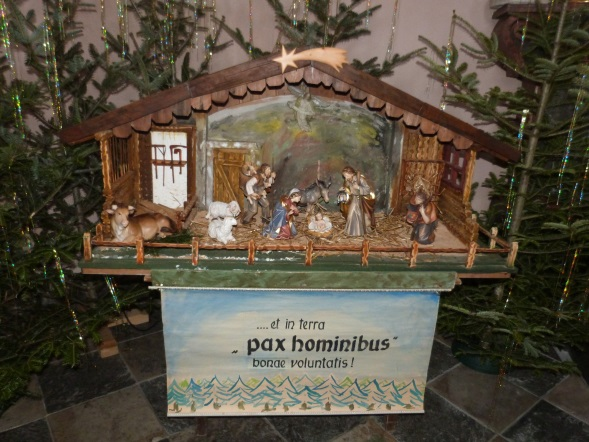 ....et in terra
„pax hominibus"
bonae voluntatis!